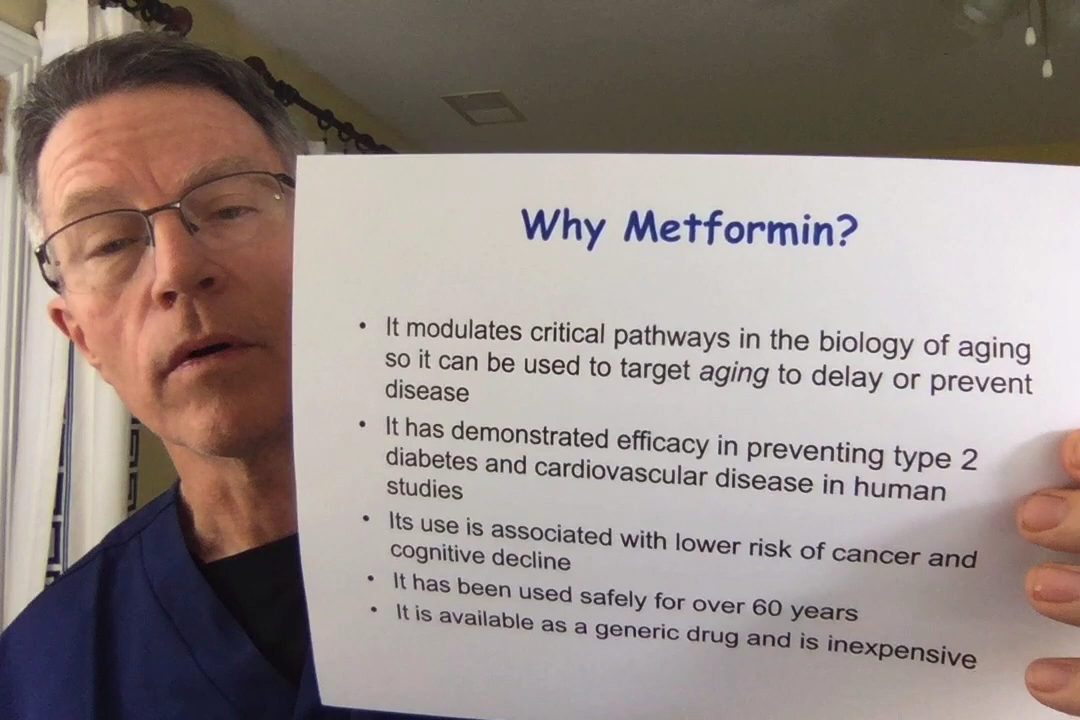 Why Metformin?
• It modulates critical pathways in the biology of aging
so it can be used to target aging to delay or prevent
disease
• It has demonstrated efficacy in preventing type 2
diabetes and cardiovascular disease in human
studies
• Its use is associated with lower risk of cancer and
cognitive decline
• It has been used safely for over 60 years
• It is available as a generic drug and is inexpensive